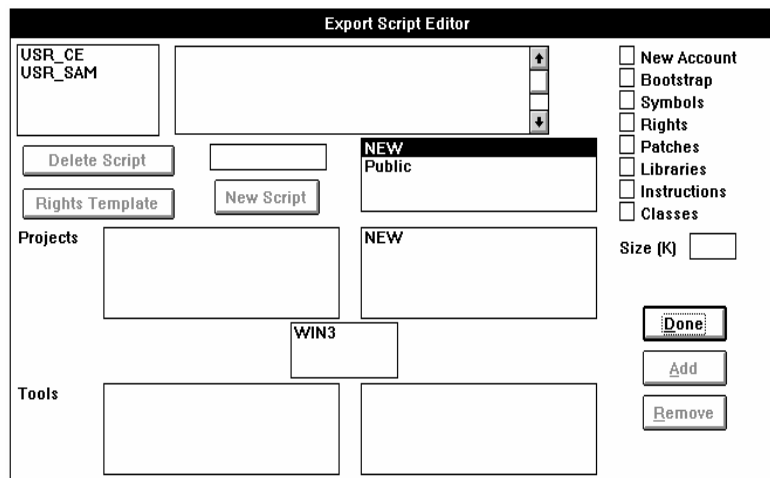 Export Script Editor
USR_CE
USR_SAM
New Account
Bootstrap
Symbols
Rights
Patches
Libraries
Instructions
Classes
Delete Script
NEW
Public
Rights Template
New Script
Projects
NEW
Size (K)
WIN3
Done
Add
Tools
Remove